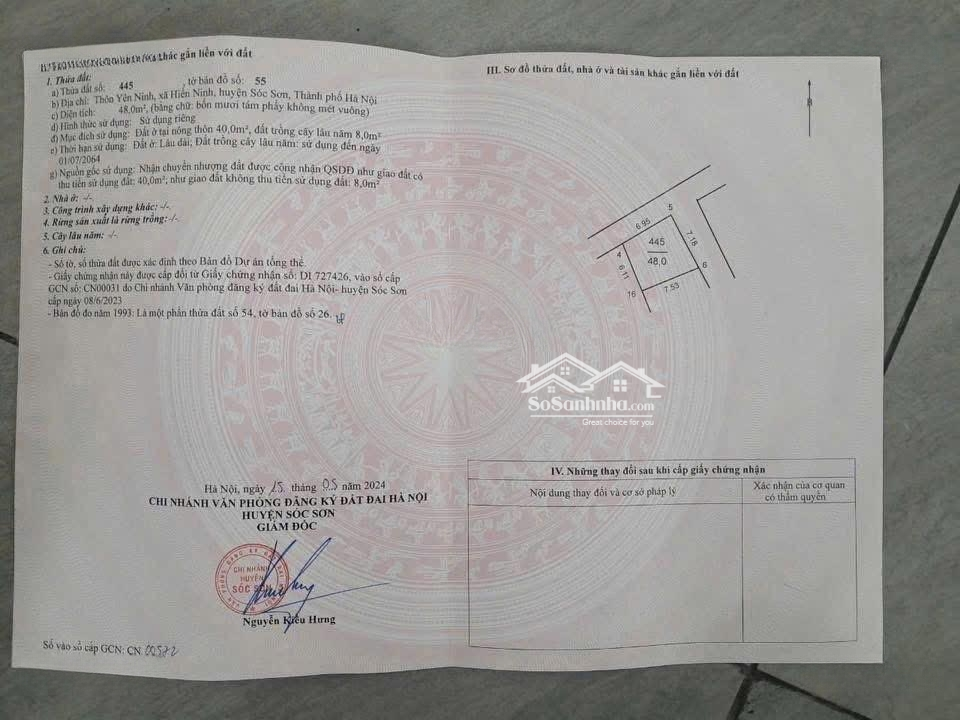 khác gắn liền với đất
1. Thửa đất:
a) Thửa đất số: 445 , tờ bản đồ số: 55
b) Địa chỉ: Thôn Yên Ninh, xã Hiền Ninh, huyện Sóc Sơn, Thành phố Hà Nội
c) Diện tích: 48.0m², (bằng chữ: bốn mươi tám phẩy không mét vuông)
d) Hình thức sử dụng: Sử dụng riêng
đ) Mục đích sử dụng: Đất ở tại nông thôn 40,0m², đất trồng cây lâu năm 8,0m²
e) Thời hạn sử dụng: Đất ở: Lâu dài; Đất trồng cây lâu năm: sử dụng đến ngày
01/07/2064
g) Nguồn gốc sử dụng: Nhận chuyển nhượng đất được công nhận QSDĐ như giao đất có
thu tiền sử dụng đất: 40,0m²; như giao đất không thu tiền sử dụng đất: 8,0m²
2. Nhà ở: -/-
3. Công trình xây dựng khác: -/-
4. Rừng sản xuất là rừng trồng: -/-
5. Cây lâu năm: -/-
6. Ghi chú:
- Số tờ, số thửa đất được xác định theo Bản đồ Dự án tổng thể.
- Giấy chứng nhận này được cấp đổi từ Giấy chứng nhận số: DI 727426, vào sổ cấp
GCN số: CN00031 do Chi nhánh Văn phòng đăng ký đất đai Hà Nội- huyện Sóc Sơn
cấp ngày 08/6/2023
- Bản đồ đo năm 1993: Là một phần thửa đất số 54, tờ bản đồ số 26.
Hà Nội, ngày 15 tháng 05 năm 2024
CHI NHÁNH VĂN PHÒNG ĐĂNG KÝ ĐẤT ĐAI HÀ NỘI
HUYỆN SÓC SƠN
GIÁM ĐỐC
CHI NHÁNH
HUYỆN
SÓC SƠN
Nguyễn Kiều Hưng
Số vào sổ cấp GCN: CN 00572
III. Sơ đồ thửa đất, nhà ở và tài sản khác gắn liền với đất
B
5
6.95
7.18
445
48,0
4
6.11
6
16
7.53
SoSanhnha.com
Great choice for you
IV. Những thay đổi sau khi cấp giấy chứng nhận
Nội dung thay đổi và cơ sở pháp lý
Xác nhận của cơ quan
có thẩm quyền